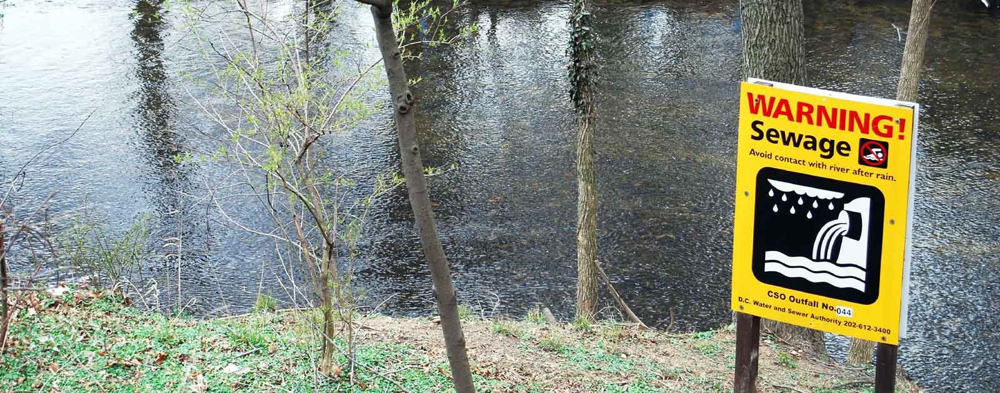 WARNING!
Sewage
Avoid contact with river after rain.
CSO Outfall No.044
D.C. Water and Sewer Authority 202-612-3400